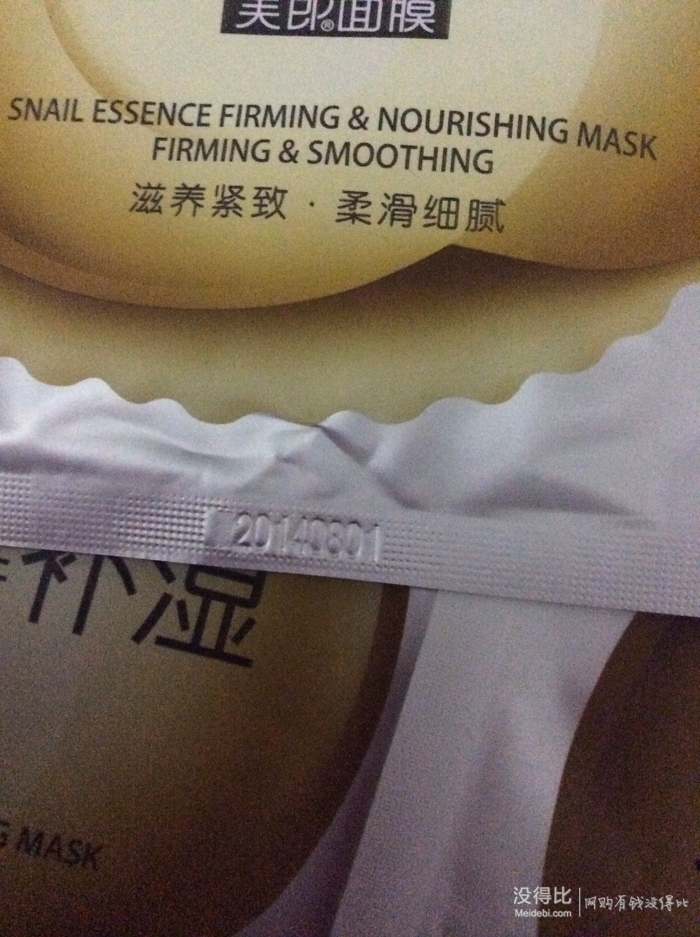 美即®面膜
SNAIL ESSENCE FIRMING & NOURISHING MASK
FIRMING & SMOOTHING
滋养紧致 · 柔滑细腻
20140801
补湿
G MASK
没得比
Meidebi.com
网购有钱没得比